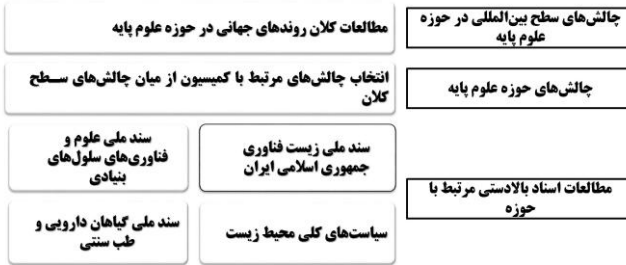 چالش‌های سطح بین‌المللی در حوزه
علوم پایه
مطالعات کلان روندهای جهانی در حوزه علوم پایه
چالش‌های حوزه علوم پایه
انتخاب چالش‌های مرتبط با کمیسیون از میان چالش‌های سطح
کلان
مطالعات اسناد بالادستی مرتبط با
حوزه
سند ملی زیست فناوری
جمهوری اسلامی ایران
سند ملی علوم و
فناوری‌های سلول‌های
بنیادی
سیاست‌های کلی محیط زیست
سند ملی گیاهان دارویی و
طب سنتی